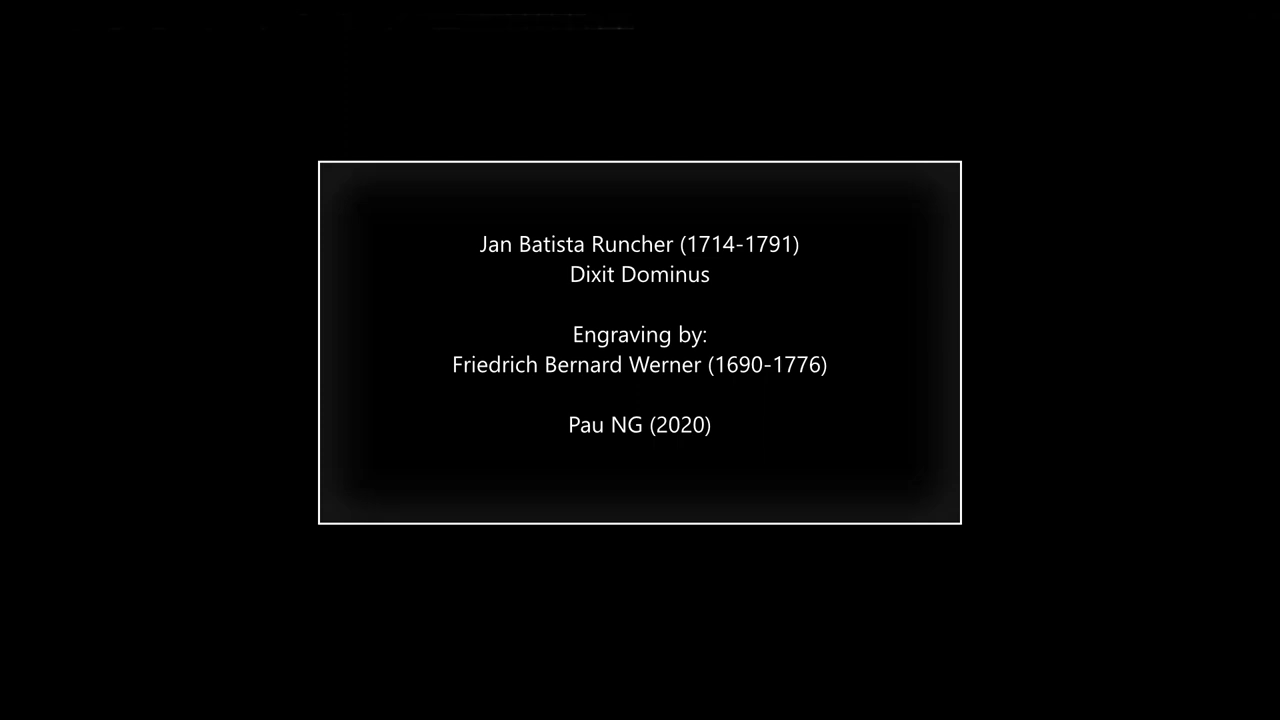 Jan Batista Runcher (1714-1791)
Dixit Dominus
Engraving by:
Friedrich Bernard Werner (1690-1776)
Pau NG (2020)